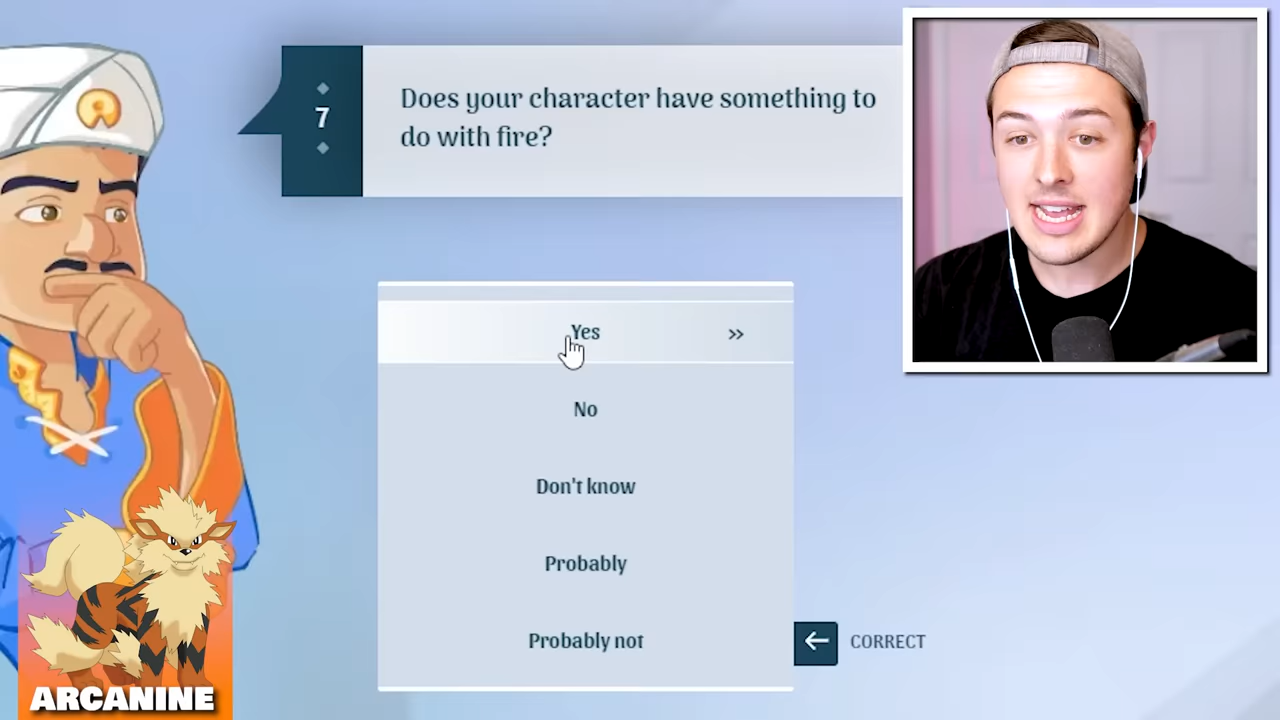 7
Does your character have something to
do with fire?
Yes
No
Don't know
Probably
Probably not
CORRECT
ARCANINE